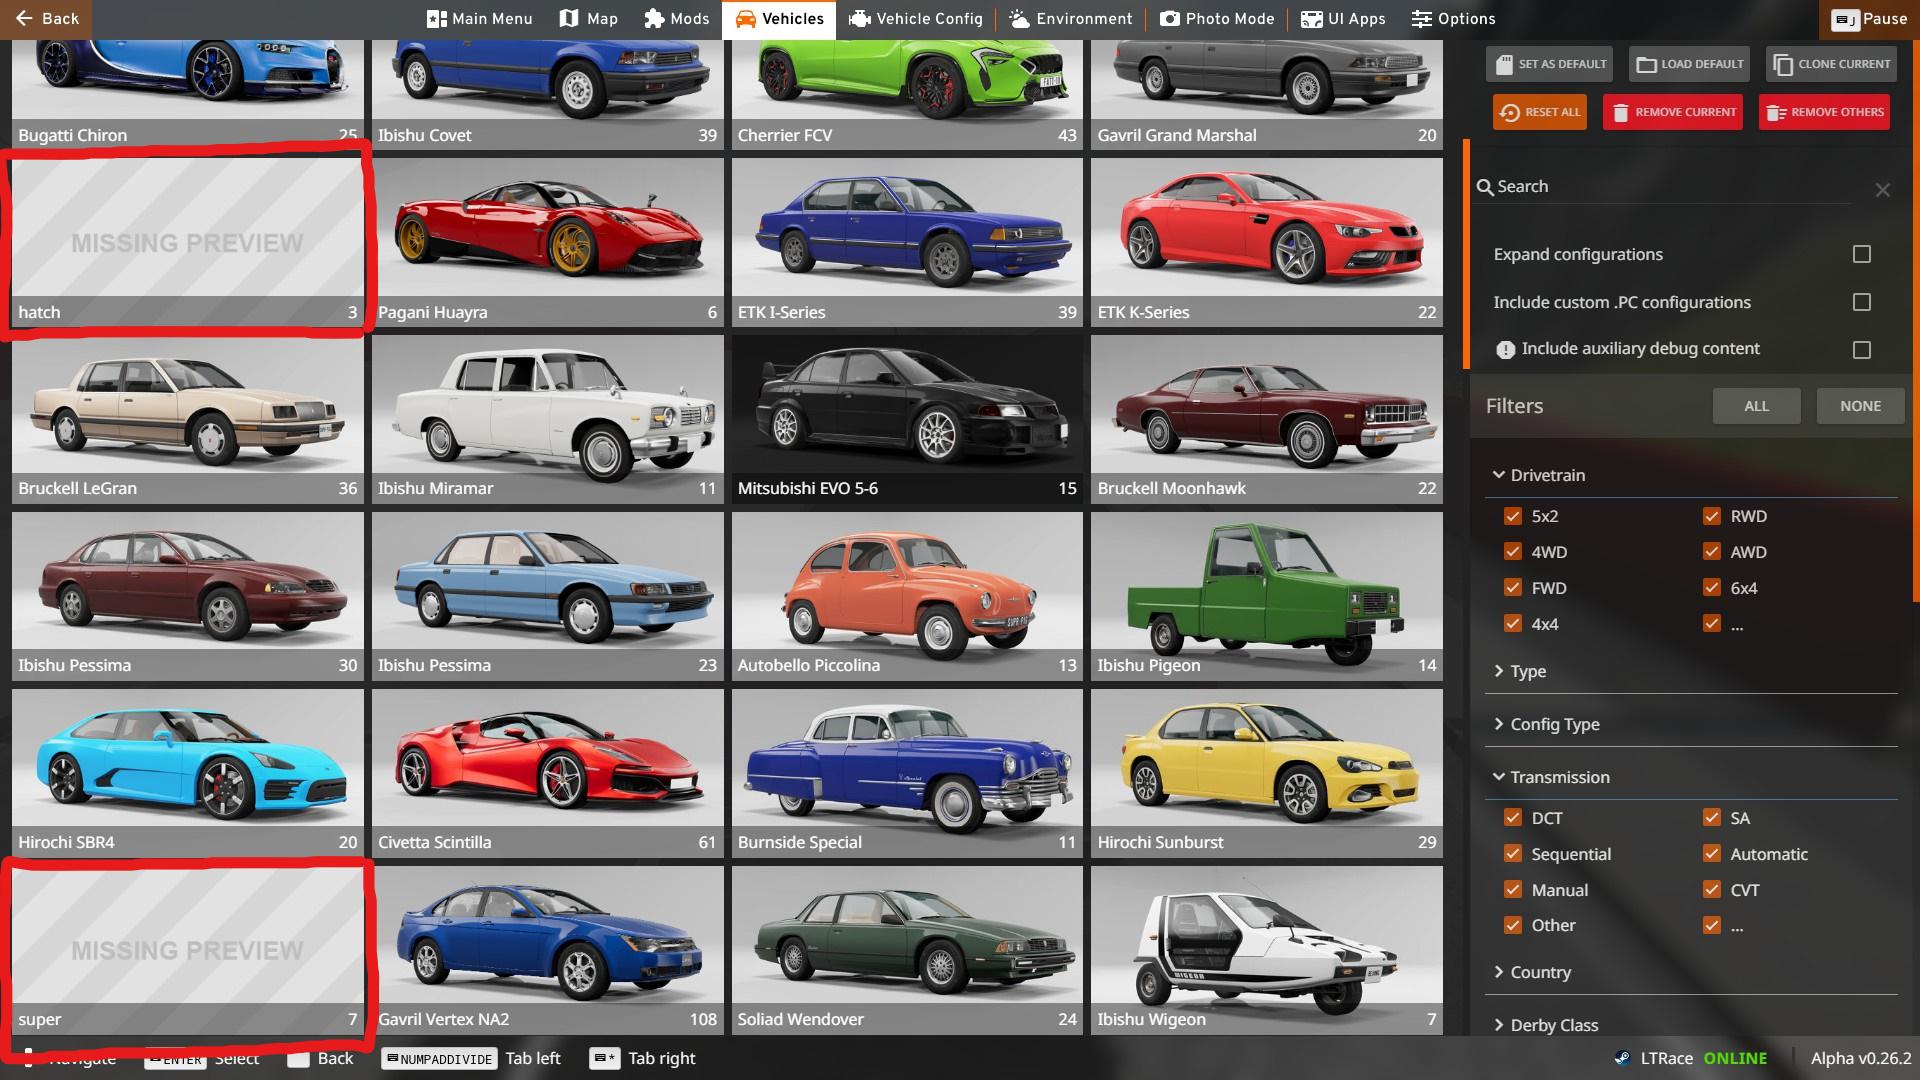 Back
Main Menu
Map
Mods
Vehicles
Vehicle Config
Environment
Photo Mode
UI Apps
Options
J Pause
Bugatti Chiron 25
Ibishu Covet 39
Cherrier FCV 43
Gavril Grand Marshal 20
MISSING PREVIEW
hatch 3
Pagani Huayra 6
ETK I-Series 39
ETK K-Series 22
Bruckell LeGran 36
Ibishu Miramar 11
Mitsubishi EVO 5-6 15
Bruckell Moonhawk 22
Ibishu Pessima 30
Ibishu Pessima 23
Autobello Piccolina 13
Ibishu Pigeon 14
Hirochi SBR4 20
Civetta Scintilla 61
Burnside Special 11
Hirochi Sunburst 29
MISSING PREVIEW
super 7
Gavril Vertex NA2 108
Soliad Wendover 24
Ibishu Wigeon 7
SET AS DEFAULT
LOAD DEFAULT
CLONE CURRENT
RESET ALL
REMOVE CURRENT
REMOVE OTHERS
Search
Expand configurations
Include custom .PC configurations
Include auxiliary debug content
Filters
ALL
NONE
Drivetrain
5x2
RWD
4WD
AWD
FWD
6x4
4x4
...
Type
Config Type
Transmission
DCT
SA
Sequential
Automatic
Manual
CVT
Other
...
Country
Derby Class
Navigate
ENTER Select
Back
NUMPADDIVIDE Tab left
* Tab right
LTRace ONLINE
Alpha v0.26.2